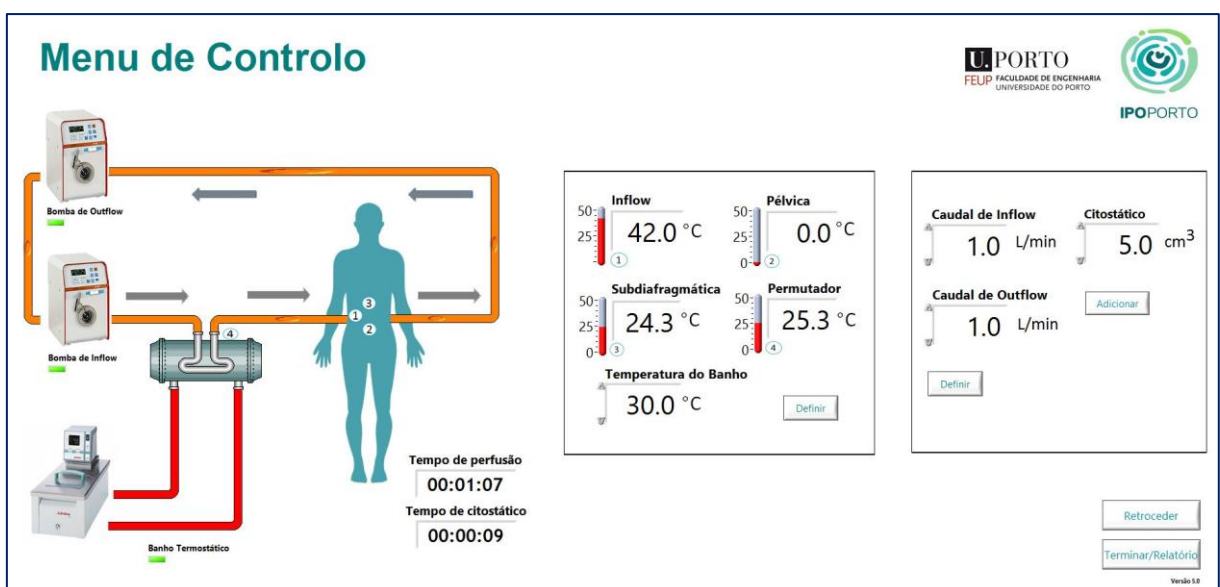 Menu de Controlo
U. PORTO
FEUP FACULDADE DE ENGENHARIA
UNIVERSIDADE DO PORTO
IPOPORTO
Bomba de Outflow
Bomba de Inflow
1
2
3
4
Banho Termostático
Tempo de perfusão
00:01:07
Tempo de citostático
00:00:09
Inflow
50
25
42.0 °C
1
Pélvica
50
25
0
0.0 °C
2
Subdiafragmática
50
25
0
24.3 °C
3
Permutador
50
25
0
25.3 °C
4
Temperatura do Banho
30.0 °C
Definir
Caudal de Inflow
1.0 L/min
Citostático
5.0 cm³
Adicionar
Caudal de Outflow
1.0 L/min
Definir
Retroceder
Terminar/Relatório
Versão 5.0